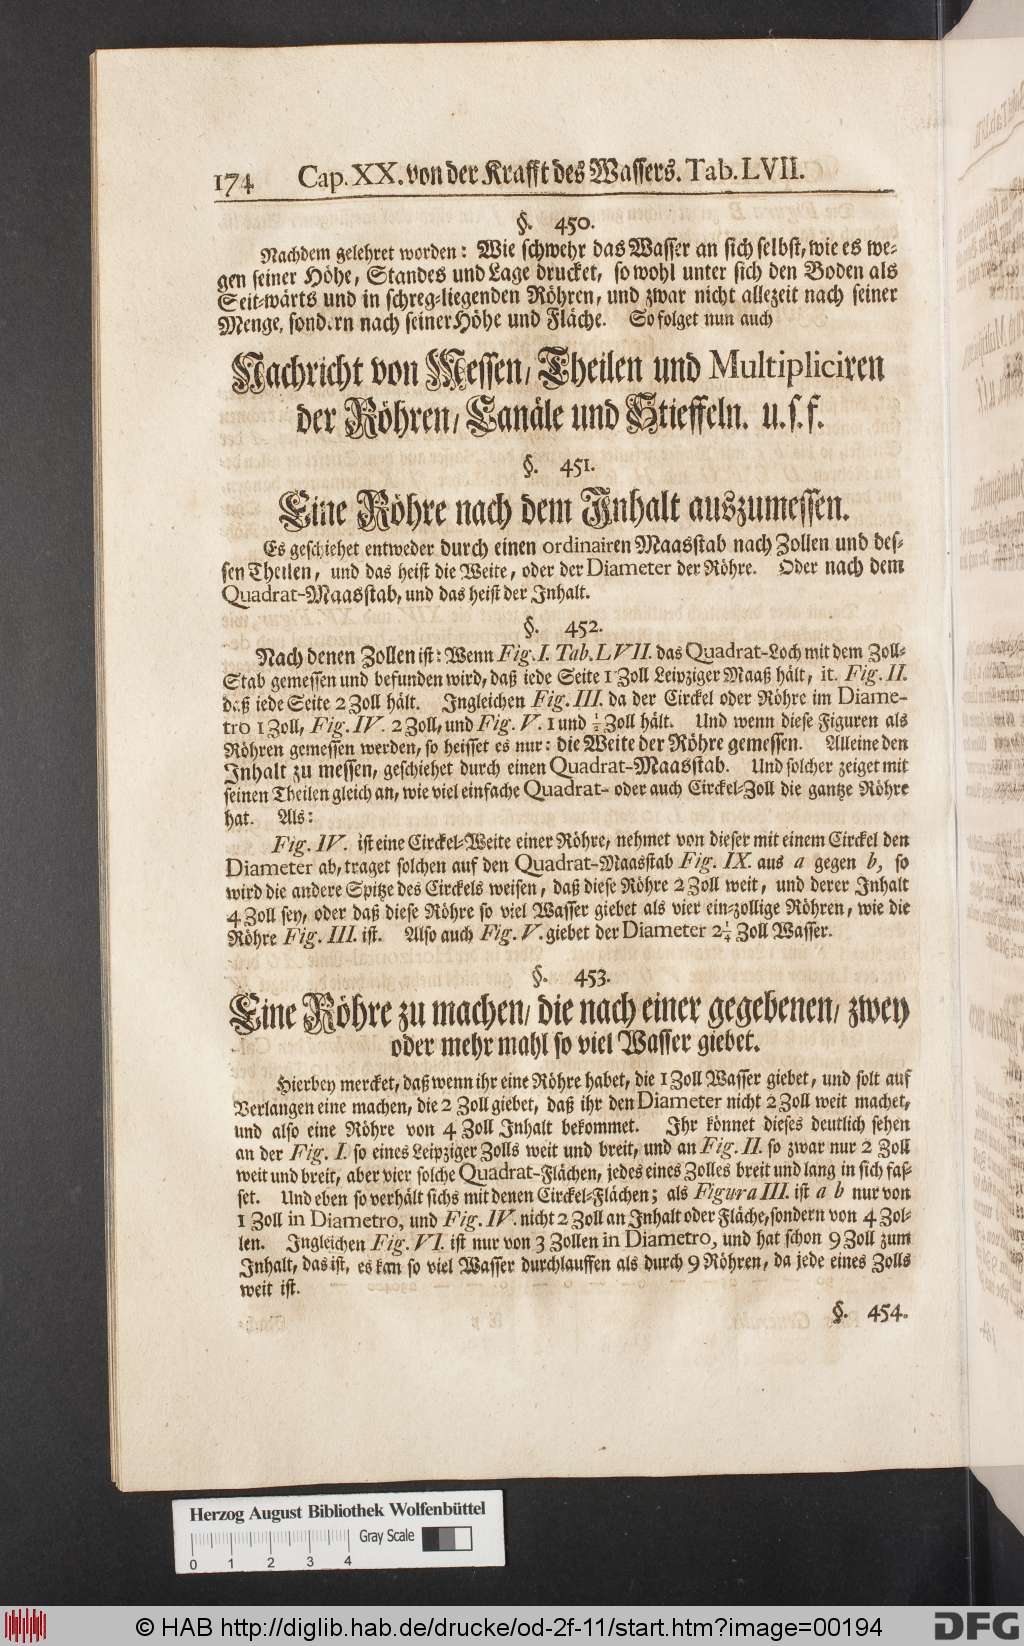 174 Cap. XX. von der Krafft des Wassers. Tab. LVII.
§. 450.
Nachdem gelehret worden: Wie schwehr das Wasser an sich selbst, wie es we-
gen seiner Höhe, Standes und Lage drucket, so wohl unter sich den Boden als
Seit-wärts und in schreg-liegenden Röhren, und zwar nicht allezeit nach seiner
Menge, sondern nach seiner Höhe und Fläche. So folget nun auch
Nachricht von Messen/ Theilen und Multipliciren
der Röhren/ Canäle und Stieffeln. u. s. f.
§. 451.
Eine Röhre nach dem Inhalt auszumessen.
Es geschiehet entweder durch einen ordinairen Maasstab nach Zollen und des-
sen Theilen, und das heist die Weite, oder der Diameter der Röhre. Oder nach dem
Quadrat-Maasstab, und das heist der Inhalt.
§. 452.
Nach denen Zollen ist: Wenn Fig. I. Tab. LVII. das Quadrat-Loch mit dem Zoll-
Stab gemessen und befunden wird, daß iede Seite 1 Zoll Leipziger Maaß hält, it. Fig. II.
daß iede Seite 2 Zoll hält. Ingleichen Fig. III. da der Circkel oder Röhre im Diame-
tro 1 Zoll, Fig. IV. 2 Zoll, und Fig. V. 1 und ½ Zoll hält. Und wenn diese Figuren als
Röhren gemessen werden, so heisset es nur: die Weite der Röhre gemessen. Alleine den
Inhalt zu messen, geschiehet durch einen Quadrat-Maasstab. Und solcher zeiget mit
seinen Theilen gleich an, wie viel einfache Quadrat- oder auch Circkel-Zoll die gantze Röhre
hat. Als:
Fig. IV. ist eine Circkel-Weite einer Röhre, nehmet von dieser mit einem Circkel den
Diameter ab, traget solchen auf den Quadrat-Maasstab Fig. IX. aus a gegen b, so
wird die andere Spitze des Circkels weisen, daß diese Röhre 2 Zoll weit, und derer Inhalt
4 Zoll sey, oder daß diese Röhre so viel Wasser giebet als vier ein-zollige Röhren, wie die
Röhre Fig. III. ist. Also auch Fig. V. giebet der Diameter 2¼ Zoll Wasser.
§. 453.
Eine Röhre zu machen/ die nach einer gegebenen/ zwey
oder mehr mahl so viel Wasser giebet.
Hierbey mercket, daß wenn ihr eine Röhre habet, die 1 Zoll Wasser giebet, und solt auf
Verlangen eine machen, die 2 Zoll giebet, daß ihr den Diameter nicht 2 Zoll weit machet,
und also eine Röhre von 4 Zoll Inhalt bekommet. Ihr könnet dieses deutlich sehen
an der Fig. I. so eines Leipziger Zolls weit und breit, und an Fig. II. so zwar nur 2 Zoll
weit und breit, aber vier solche Quadrat-Flächen, jedes eines Zolles breit und lang in sich faß-
set. Und eben so verhält sichs mit denen Circkel-Flächen; als Figura III. ist a b nur von
1 Zoll in Diametro, und Fig. IV. nicht 2 Zoll an Inhalt oder Fläche, sondern von 4 Zol-
len. Ingleichen Fig. VI. ist nur von 3 Zollen in Diametro, und hat schon 9 Zoll zum
Inhalt, das ist, es kan so viel Wasser durchlauffen als durch 9 Röhren, da jede eines Zolls
weit ist.
§. 454.
Herzog August Bibliothek Wolfenbüttel
Gray Scale
0 1 2 3 4
© HAB http://diglib.hab.de/drucke/od-2f-11/start.htm?image=00194
DFG